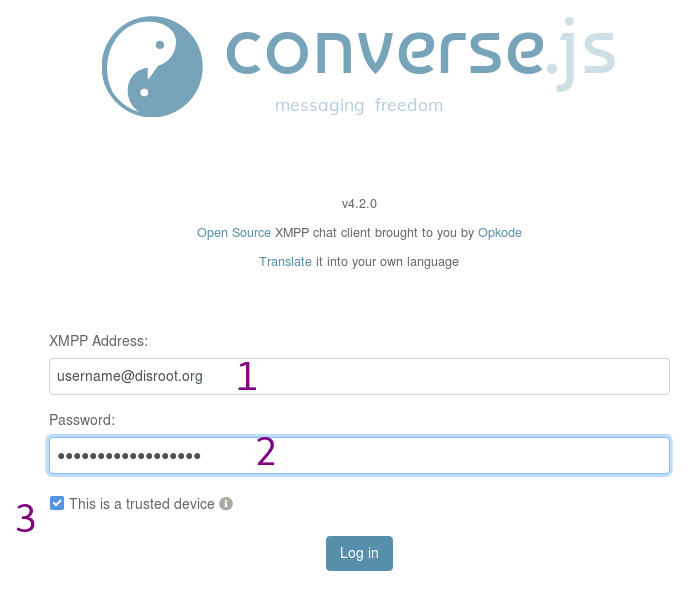 converse.js
messaging freedom
v4.2.0
Open Source XMPP chat client brought to you by Opkode
Translate it into your own language
XMPP Address:
username@disroot.org 1
Password:
•••••••••••••••••• 2
3 This is a trusted device
Log in